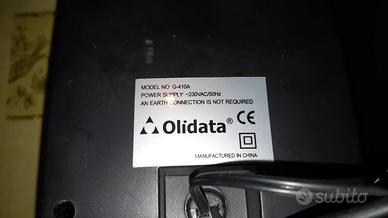 MODEL NO G-410A
POWER SUPPLY ~230VAC/50Hz
AN EARTH CONNECTION IS NOT REQUIRED
Olidata® CE
MANUFACTURED IN CHINA
subito